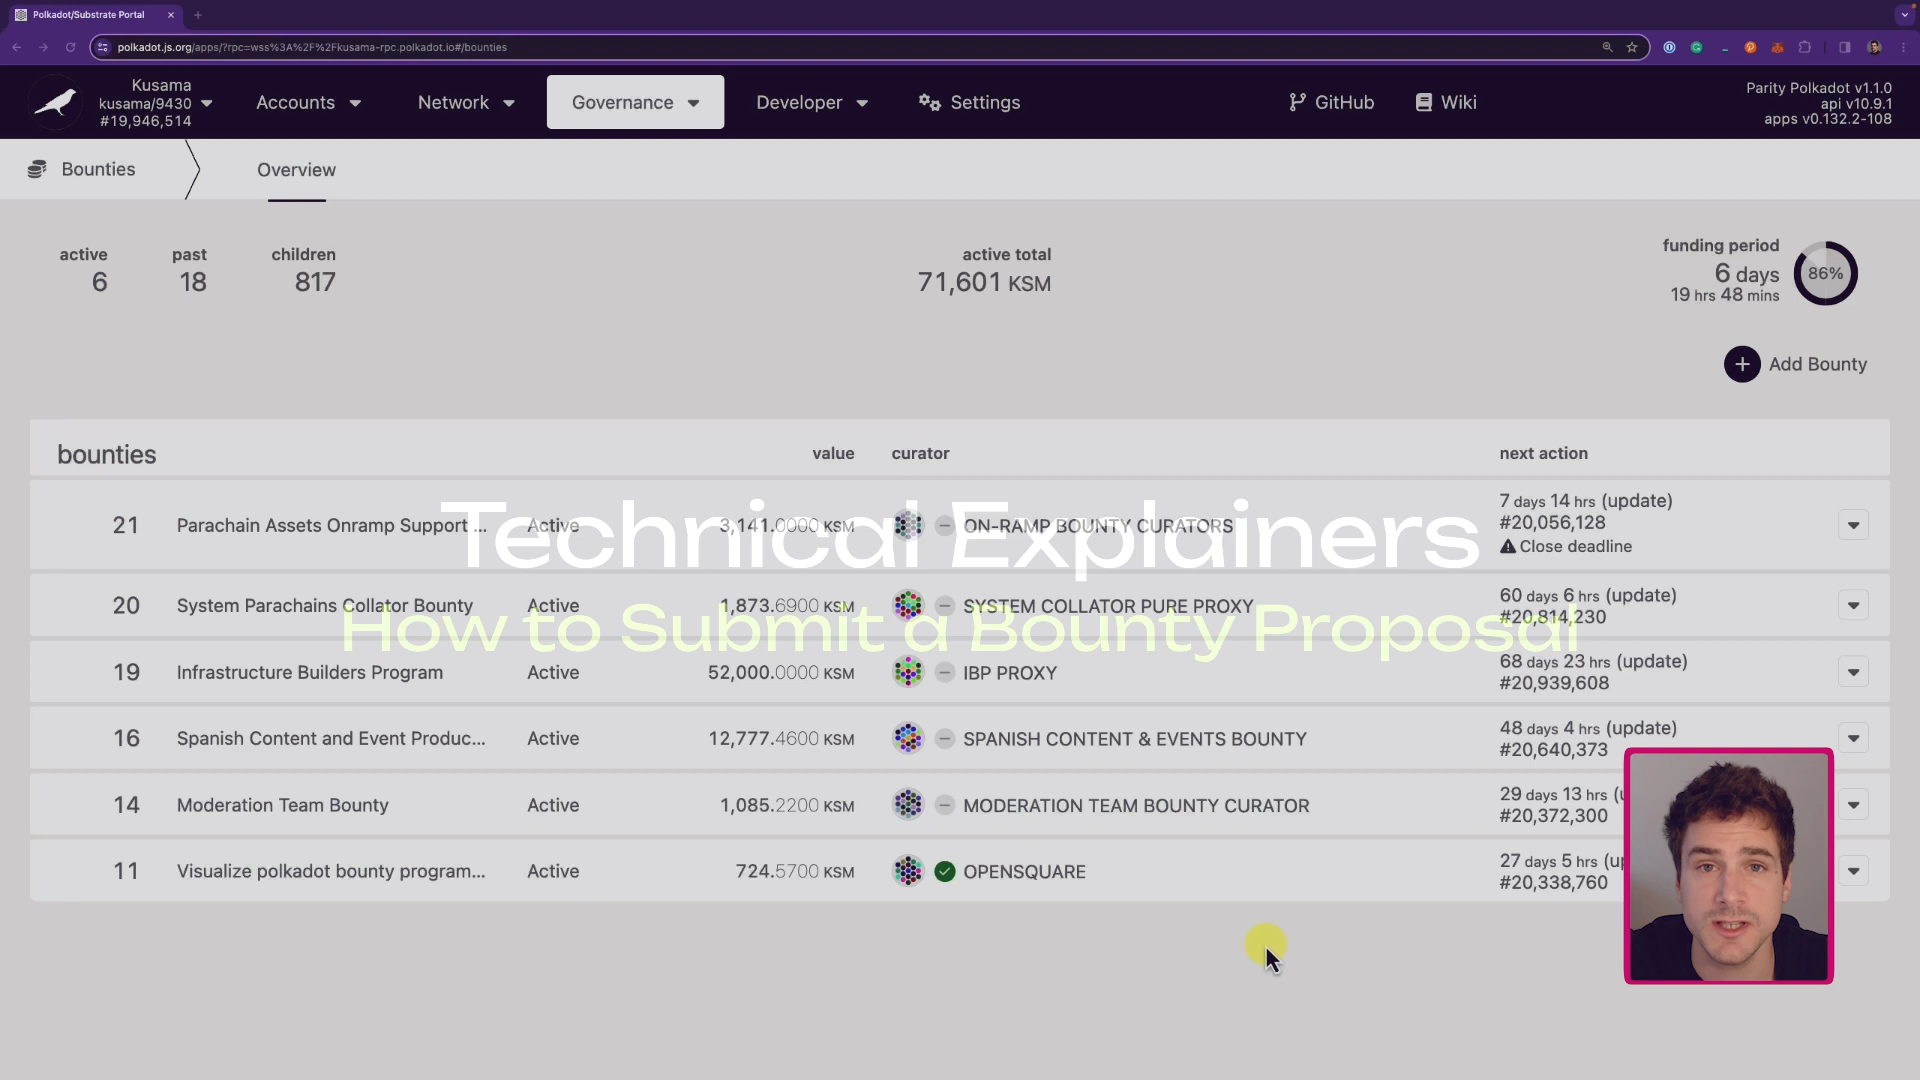 Polkadot/Substrate Portal
polkadot.js.org/apps/?rpc=wss%3A%2F%2Fkusama-rpc.polkadot.io#/bounties
Kusama
kusama/9430
#19,946,514
Accounts
Network
Governance
Developer
Settings
GitHub
Wiki
Parity Polkadot v1.1.0
api v10.9.1
apps v0.132.2-108
Bounties
Overview
active
6
past
18
children
817
active total
71,601 KSM
funding period
6 days
19 hrs 48 mins
86%
Add Bounty
bounties value curator next action
21 Parachain Assets Onramp Support ... Active 3,141.0000 KSM ON-RAMP BOUNTY CURATORS 7 days 14 hrs (update)
#20,056,128
Close deadline
Technical Explainers
20 System Parachains Collator Bounty Active 1,873.6900 KSM SYSTEM COLLATOR PURE PROXY 60 days 6 hrs (update)
#20,814,230
How to Submit a Bounty Proposal
19 Infrastructure Builders Program Active 52,000.0000 KSM IBP PROXY 68 days 23 hrs (update)
#20,939,608
16 Spanish Content and Event Produc... Active 12,777.4600 KSM SPANISH CONTENT & EVENTS BOUNTY 48 days 4 hrs (update)
#20,640,373
14 Moderation Team Bounty Active 1,085.2200 KSM MODERATION TEAM BOUNTY CURATOR 29 days 13 hrs
#20,372,300
11 Visualize polkadot bounty program... Active 724.5700 KSM OPENSQUARE 27 days 5 hrs
#20,338,760